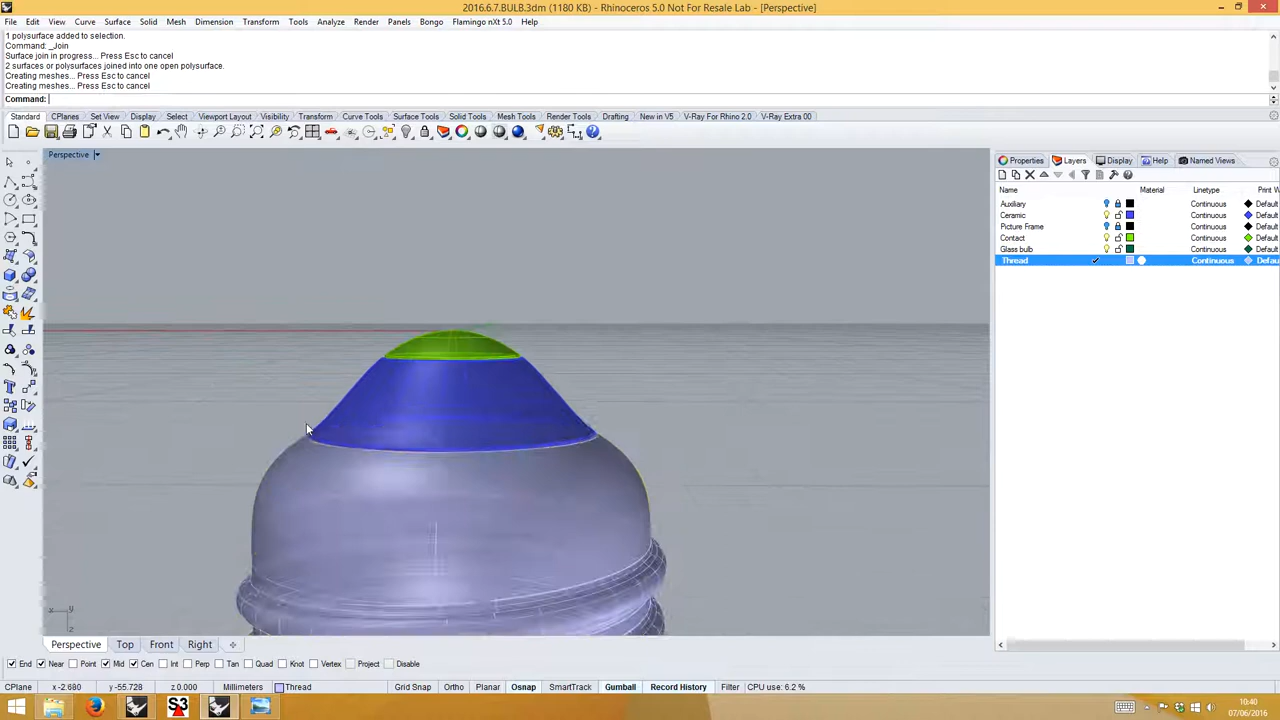 2016.6.7.BULB.3dm (1180 KB) - Rhinoceros 5.0 Not For Resale Lab - [Perspective]
File Edit View Curve Surface Solid Mesh Dimension Transform Tools Analyze Render Panels Bongo Flamingo nXt 5.0 Help
1 polysurface added to selection.
Command: _Join
Surface join in progress... Press Esc to cancel
2 surfaces or polysurfaces joined into one open polysurface.
Creating meshes... Press Esc to cancel
Creating meshes... Press Esc to cancel
Command:
Standard CPlanes Set View Display Select Viewport Layout Visibility Transform Curve Tools Surface Tools Solid Tools Mesh Tools Render Tools Drafting New in V5 V-Ray For Rhino 2.0 V-Ray Extra 00
Perspective
Properties Layers Display Help Named Views
Name Material Linetype Print W
Auxiliary Continuous Default
Ceramic Continuous Default
Picture Frame Continuous Default
Contact Continuous Default
Glass bulb Continuous Default
Thread Continuous Defau
x y
z
Perspective Top Front Right
End Near Point Mid Cen Int Perp Tan Quad Knot Vertex Project Disable
CPlane x -2.680 y -55.728 z 0.000 Millimeters Thread Grid Snap Ortho Planar Osnap SmartTrack Gumball Record History Filter CPU use: 6.2 %
S3
10:40
07/06/2016